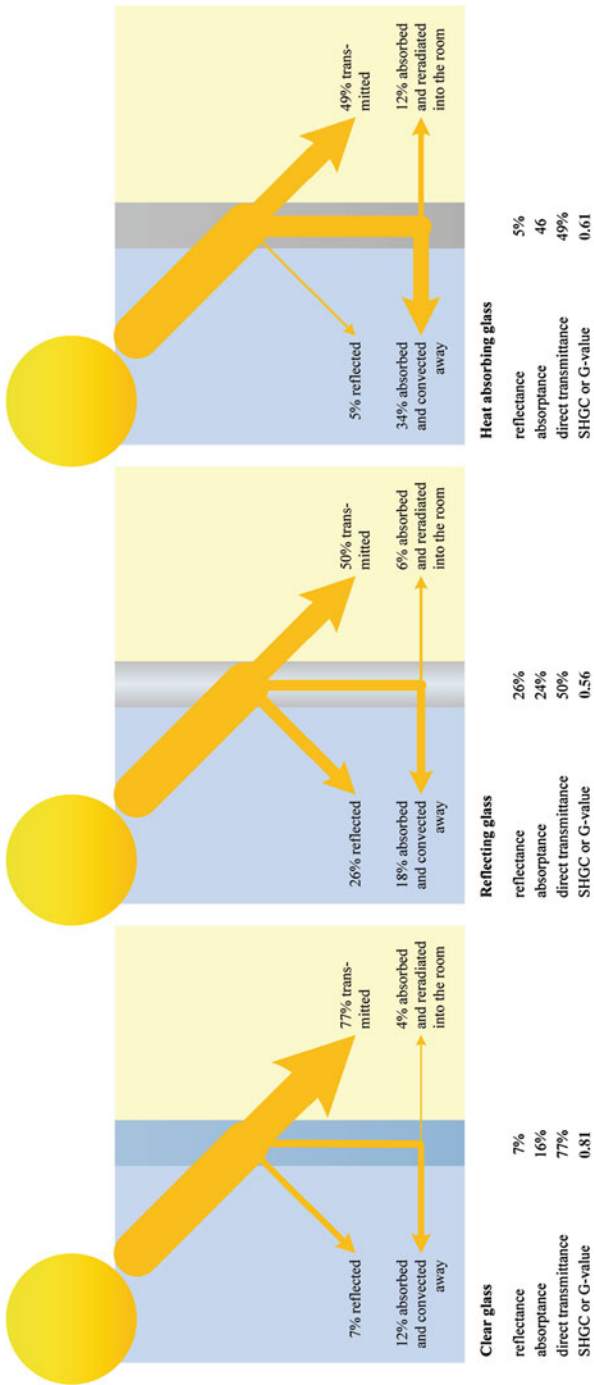 7% reflected
77% trans-
mitted
12% absorbed
and convected
away
4% absorbed
and reradiated
into the room
Clear glass
reflectance 7%
absorptance 16%
direct transmittance 77%
SHGC or G-value 0.81
26% reflected
50% trans-
mitted
18% absorbed
and convected
away
6% absorbed
and reradiated
into the room
Reflecting glass
reflectance 26%
absorptance 24%
direct transmittance 50%
SHGC or G-value 0.56
5% reflected
49% trans-
mitted
34% absorbed
and convected
away
12% absorbed
and reradiated
into the room
Heat absorbing glass
reflectance 5%
absorptance 46
direct transmittance 49%
SHGC or G-value 0.61